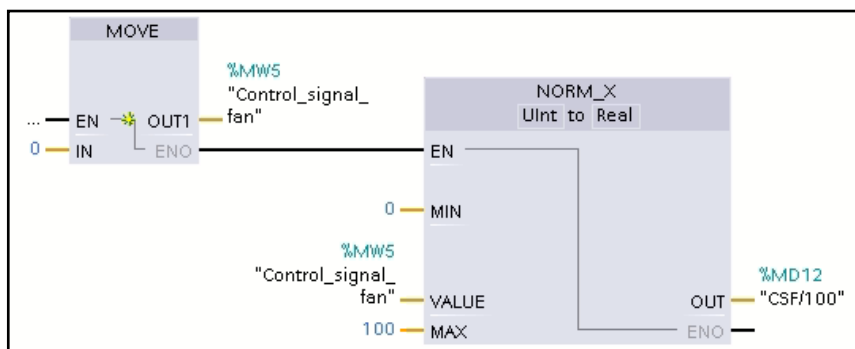 MOVE
%MW5
"Control_signal_
fan"
... EN OUT1
0 IN ENO
NORM_X
UInt to Real
EN
0 MIN
%MW5
"Control_signal_
fan"
VALUE
100 MAX
%MD12
OUT "CSF/100"
ENO